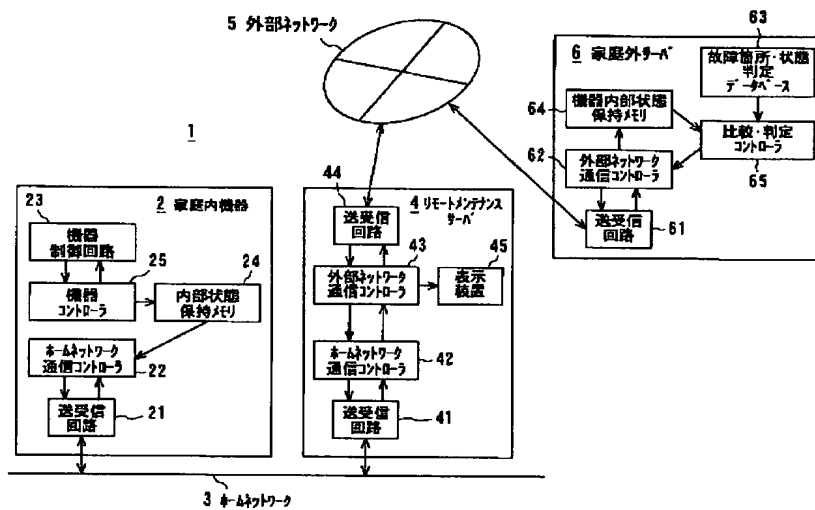 5 外部ネットワーク
1
2 家庭内機器
23
機器
制御回路
25
機器
コントローラ
24
内部状態
保持メモリ
ホームネットワーク
通信コントローラ
22
送受信
回路
21
3 ホームネットワーク
4 リモートメンテナンス
サーバ
44
送受信
回路
43
外部ネットワーク
通信コントローラ
45
表示
装置
ホームネットワーク
通信コントローラ
42
送受信
回路
41
6 家庭外サーバ
63
故障箇所・状態
判定
データベース
64
機器内部状態
保持メモリ
62
外部ネットワーク
通信コントローラ
比較・判定
コントローラ
65
送受信
回路
61